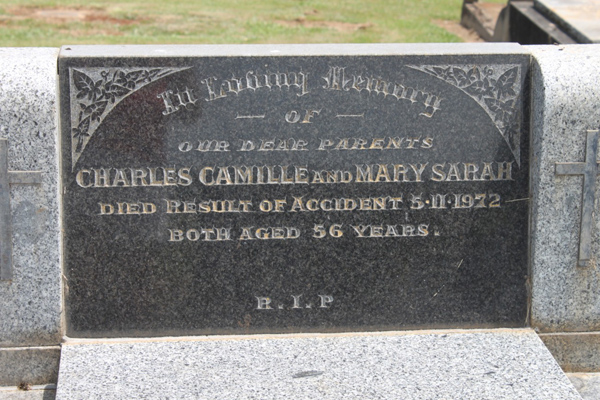 In Loving Memory
— OF —
OUR DEAR PARENTS
CHARLES CAMILLE AND MARY SARAH
DIED RESULT OF ACCIDENT 5·11·1972
BOTH AGED 56 YEARS.
R.I.P